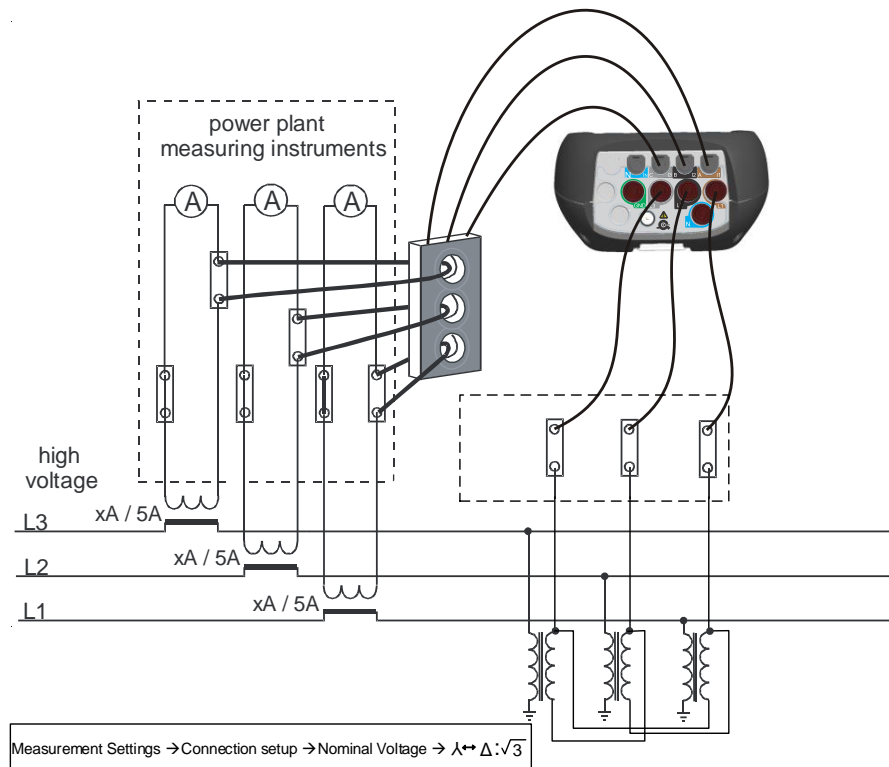 power plant
measuring instruments
A
A
A
N
N
high
voltage
xA / 5A
L3
xA / 5A
L2
xA / 5A
L1
Measurement Settings →Connection setup →Nominal Voltage → ⅄↔ Δ:√3